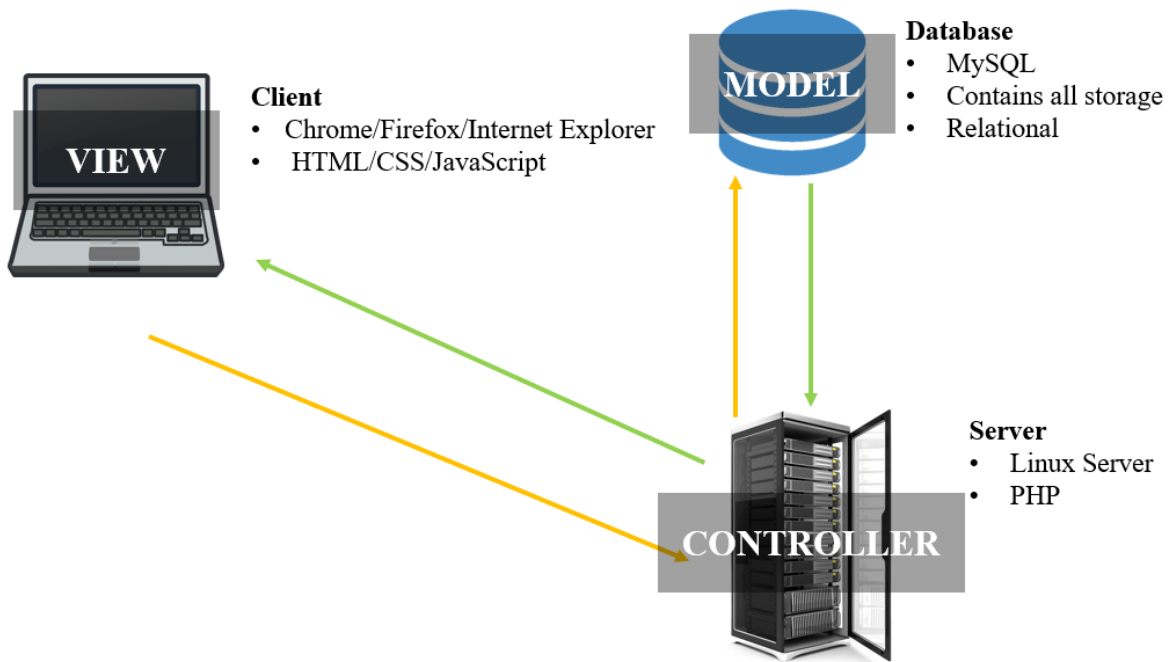 VIEW
Client
• Chrome/Firefox/Internet Explorer
• HTML/CSS/JavaScript
MODEL
Database
• MySQL
• Contains all storage
• Relational
CONTROLLER
Server
• Linux Server
• PHP